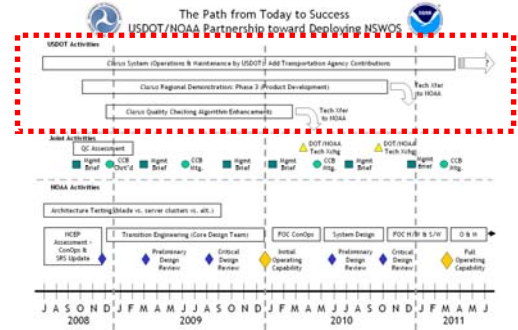 The Path from Today to Success
USDOT/NOAA Partnership toward Deploying NSWOS
USDOT Activities
Clarus System (Operations & Maintenance by USDOT)/ Add Transportation Agency Contributions
?
Clarus Regional Demonstration: Phase 3 (Product Development)
Tech Xfer
to NOAA
Clarus Quality Checking Algorithm Enhancements
Tech Xfer
to NOAA
Joint Activities
QC Assessment
DOT/NOAA
Tech Xchg
DOT/NOAA
Tech Xchg.
Mgmt
Brief
CCB
Chrt'd
Mgmt
Brief
CCB
Mtg.
Mgmt
Brief
CCB
Mtg.
Mgmt
Brief
CCB
Mtg.
Mgmt
Brief
CCB
Mtg.
NOAA Activities
Architecture Testing (blade vs. server clusters vs. alt.)
Assessment -
ConOps &
SRS Update
Transition Engineering (Core Design Team)
FOC ConOps
System Design
FOC H/W & S/W
O & M
Preliminary
Design
Review
Critical
Design
Review
Initial
Operating
Capability
Preliminary
Design
Review
Critical
Design
Review
Full
Operating
Capability
J A S O N D J F M A M J J A S O N D J F M A M J J A S O N D J F M A M J
2008 2009 2010 2011